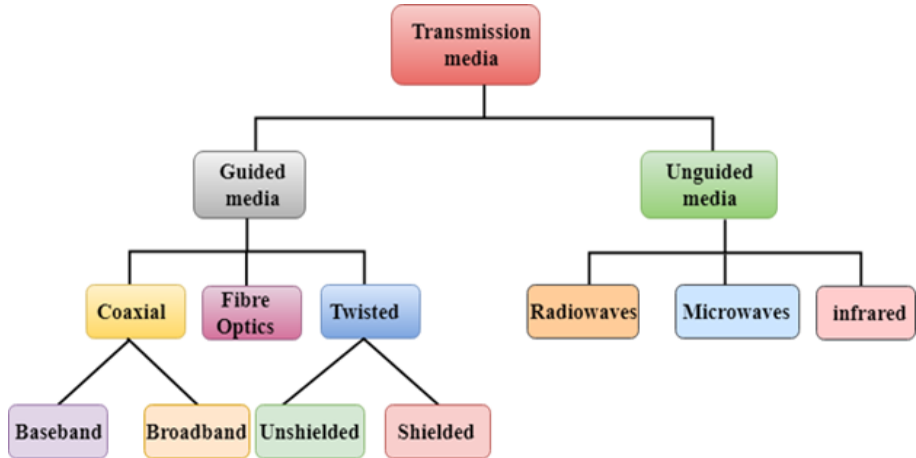 Transmission
media
Guided
media
Unguided
media
Coaxial
Fibre
Optics
Twisted
Radiowaves
Microwaves
infrared
Baseband
Broadband
Unshielded
Shielded